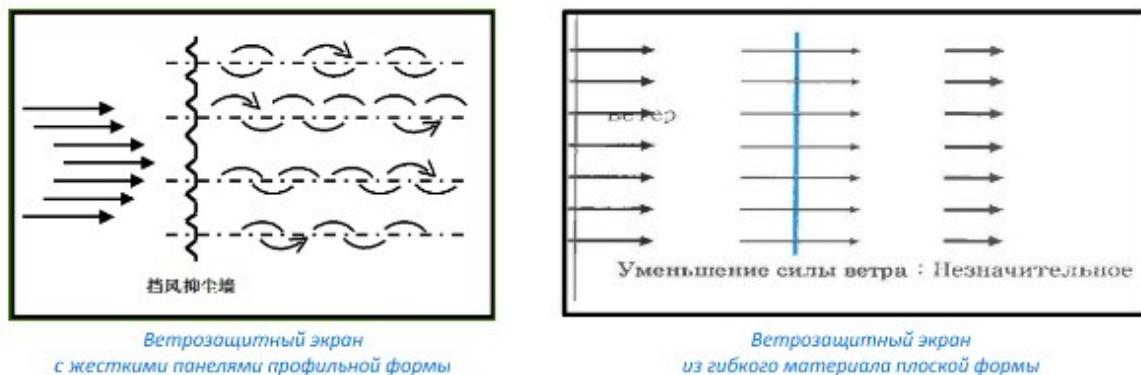 挡风抑尘墙
Ветер
Уменьшение силы ветра : Незначительное
Ветрозащитный экран
с жесткими панелями профильной формы
Ветрозащитный экран
из гибкого материала плоской формы